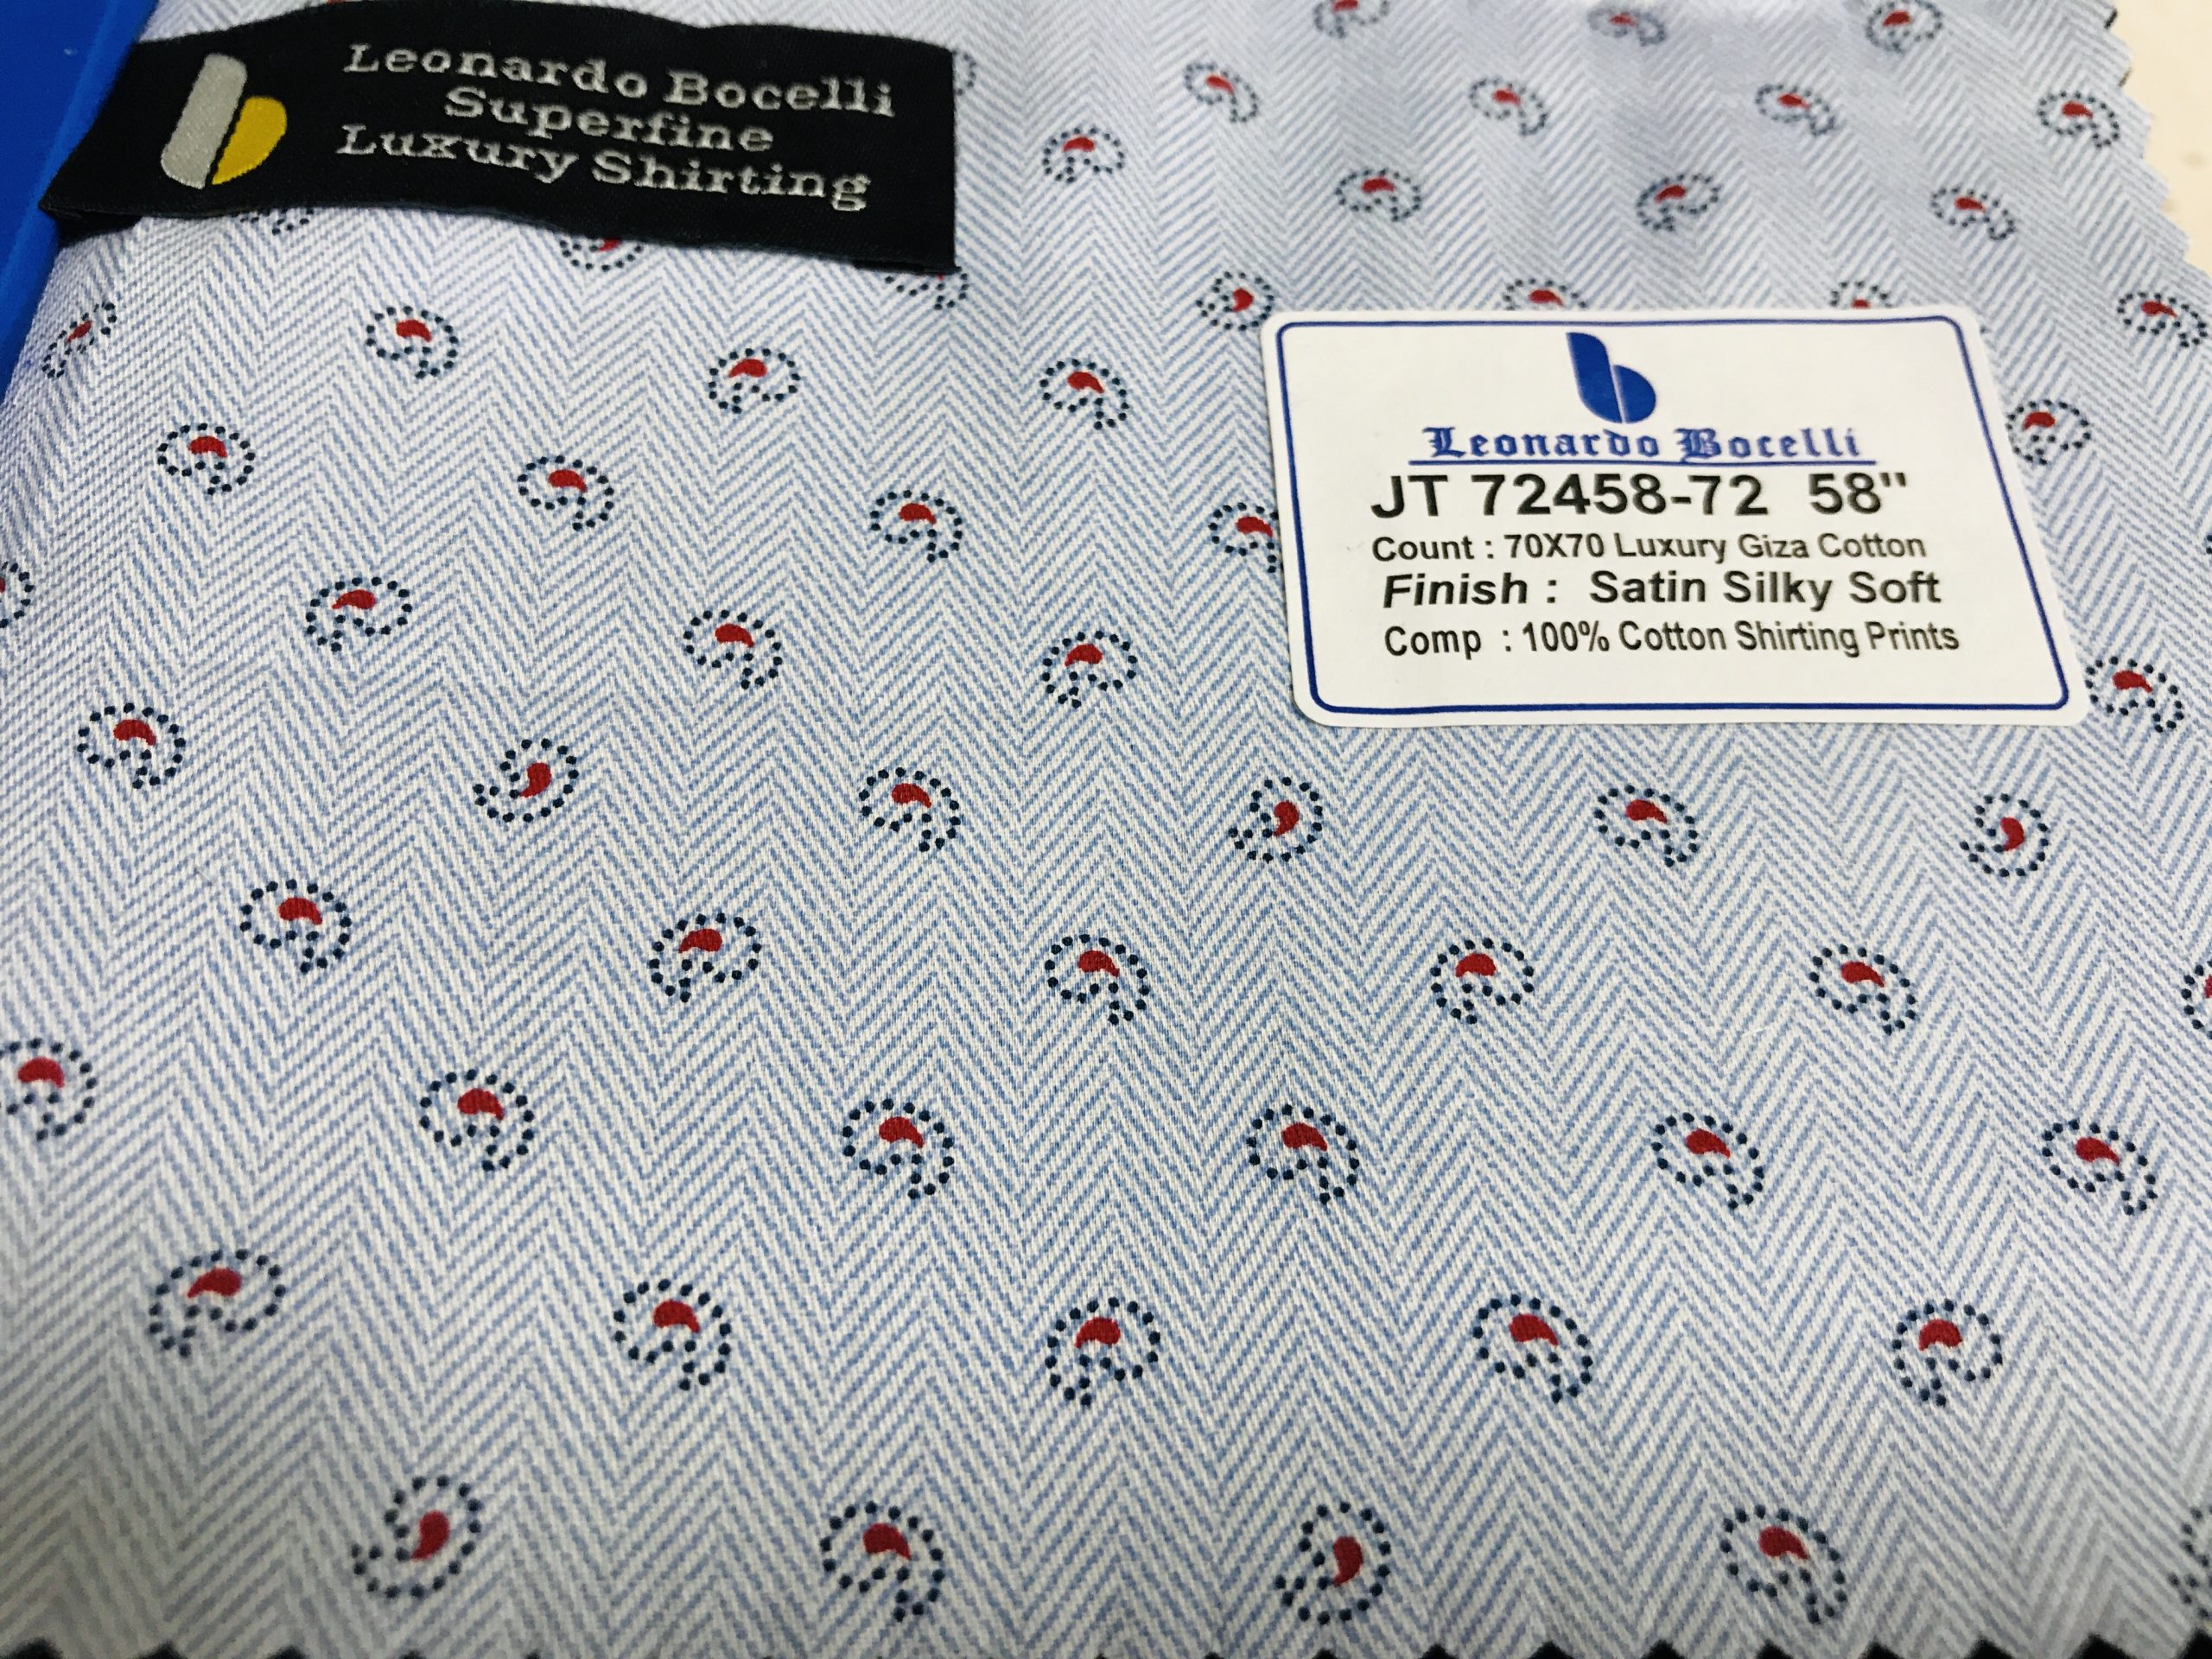 Leonardo Bocelli
Superfine
Luxury Shirting
Leonardo Bocelli
JT 72458-72 58"
Count : 70X70 Luxury Giza Cotton
Finish : Satin Silky Soft
Comp : 100% Cotton Shirting Prints